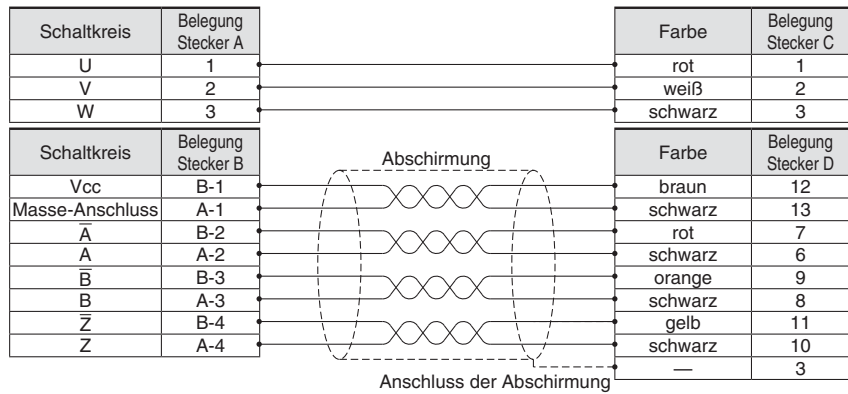 Schaltkreis Belegung Stecker A Farbe Belegung Stecker C
U 1 rot 1
V 2 weiß 2
W 3 schwarz 3
Schaltkreis Belegung Stecker B Abschirmung Farbe Belegung Stecker D
Vcc B-1 braun 12
Masse-Anschluss A-1 schwarz 13
A̅ B-2 rot 7
A A-2 schwarz 6
B̅ B-3 orange 9
B A-3 schwarz 8
Z̅ B-4 gelb 11
Z A-4 schwarz 10
— 3
Anschluss der Abschirmung